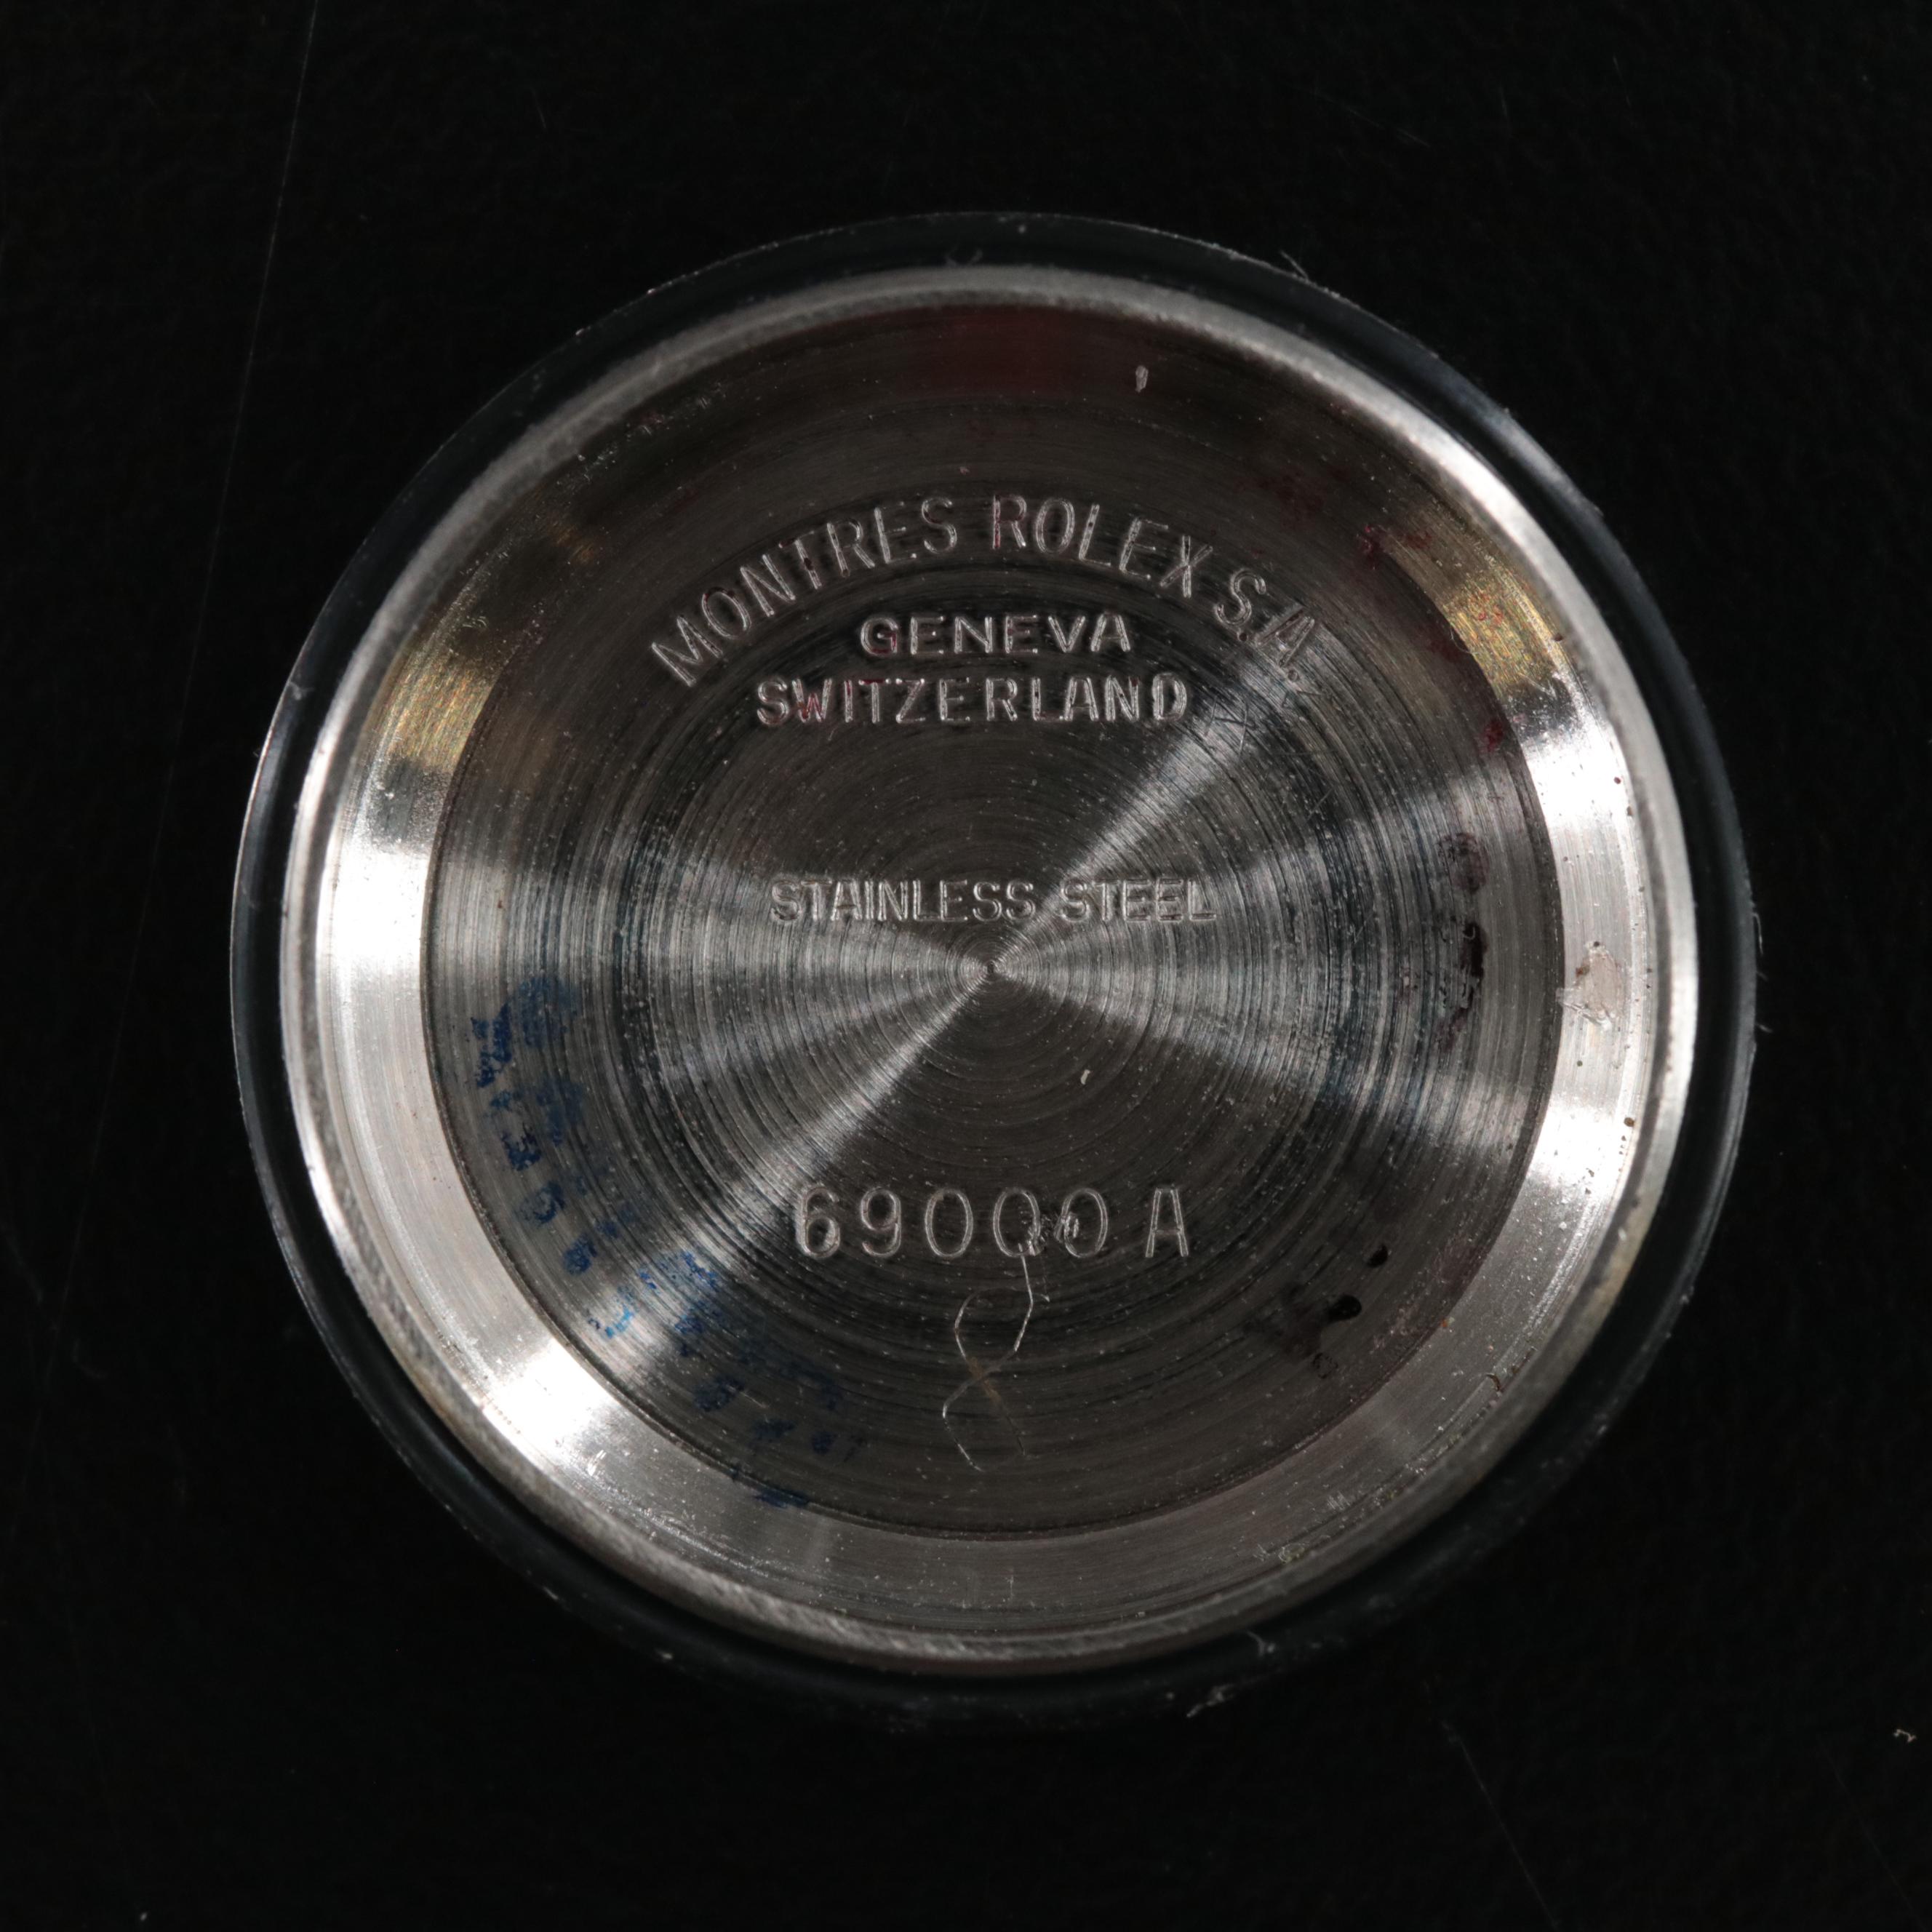 MONTRES ROLEX S.A.
GENEVA
SWITZERLAND
STAINLESS STEEL
69000 A